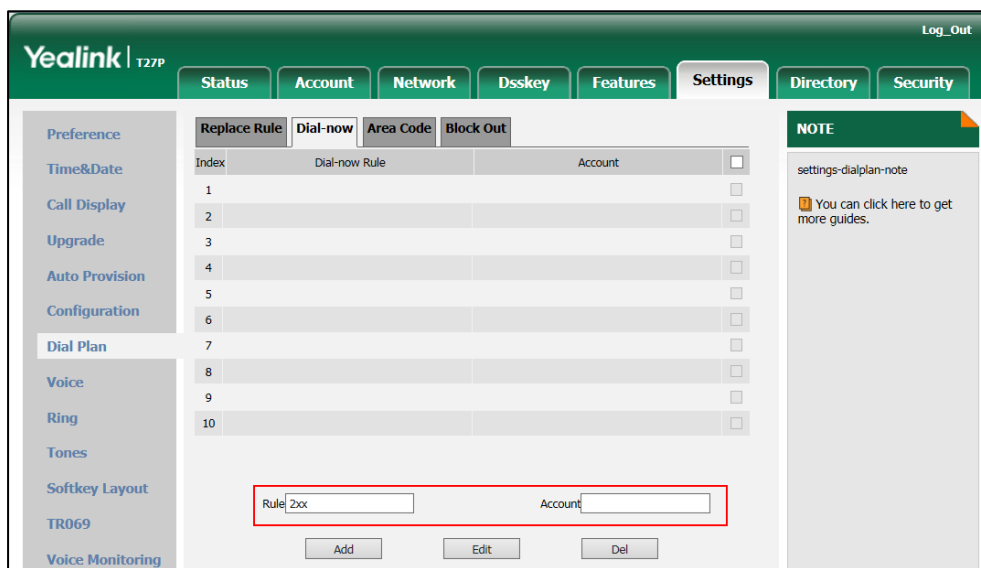 Log_Out
Yealink | T27P
Status Account Network Dsskey Features Settings Directory Security
Preference
Time&Date
Call Display
Upgrade
Auto Provision
Configuration
Dial Plan
Voice
Ring
Tones
Softkey Layout
TR069
Voice Monitoring
Replace Rule Dial-now Area Code Block Out
Index Dial-now Rule Account
1
2
3
4
5
6
7
8
9
10
Rule 2xx Account
Add Edit Del
NOTE
settings-dialplan-note
You can click here to get
more guides.